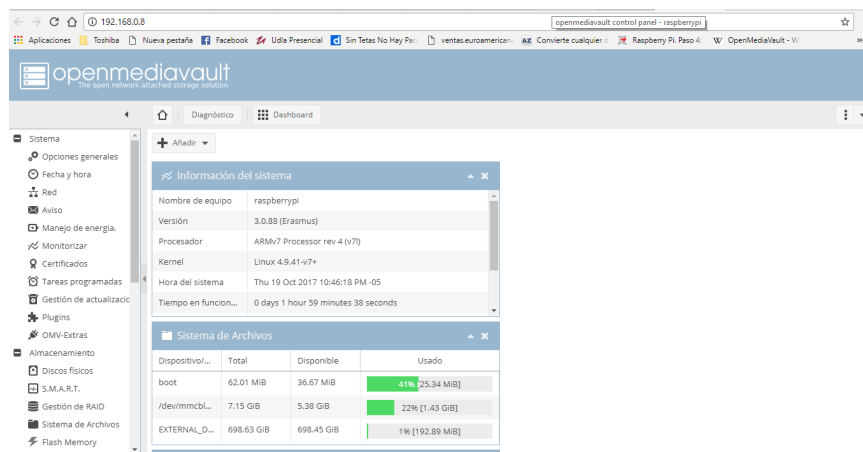 192.168.0.8
openmediavault control panel - raspberrypi
Aplicaciones Toshiba Nueva pestaña Facebook Udla Presencial Sin Tetas No Hay Par ventas.euroamerican AZ Convierte cualquier d Raspberry Pi. Paso 4 W OpenMediaVault - W »
openmediavault
The open network attached storage solution
Diagnóstico Dashboard
Sistema
Opciones generales
Fecha y hora
Red
Aviso
Manejo de energía.
Monitorizar
Certificados
Tareas programadas
Gestión de actualizacic
Plugins
OMV-Extras
Almacenamiento
Discos físicos
S.M.A.R.T.
Gestión de RAID
Sistema de Archivos
Flash Memory
Añadir
Información del sistema
Nombre de equipo raspberrypi
Versión 3.0.88 (Erasmus)
Procesador ARMv7 Processor rev 4 (v7l)
Kernel Linux 4.9.41-v7+
Hora del sistema Thu 19 Oct 2017 10:46:18 PM -05
Tiempo en funcion... 0 days 1 hour 59 minutes 38 seconds
Sistema de Archivos
Dispositivo/... Total Disponible Usado
boot 62.01 MiB 36.67 MiB 41% [25.34 MiB]
/dev/mmcbl... 7.15 GiB 5.38 GiB 22% [1.43 GiB]
EXTERNAL_D... 698.63 GiB 698.45 GiB 1% [192.89 MiB]